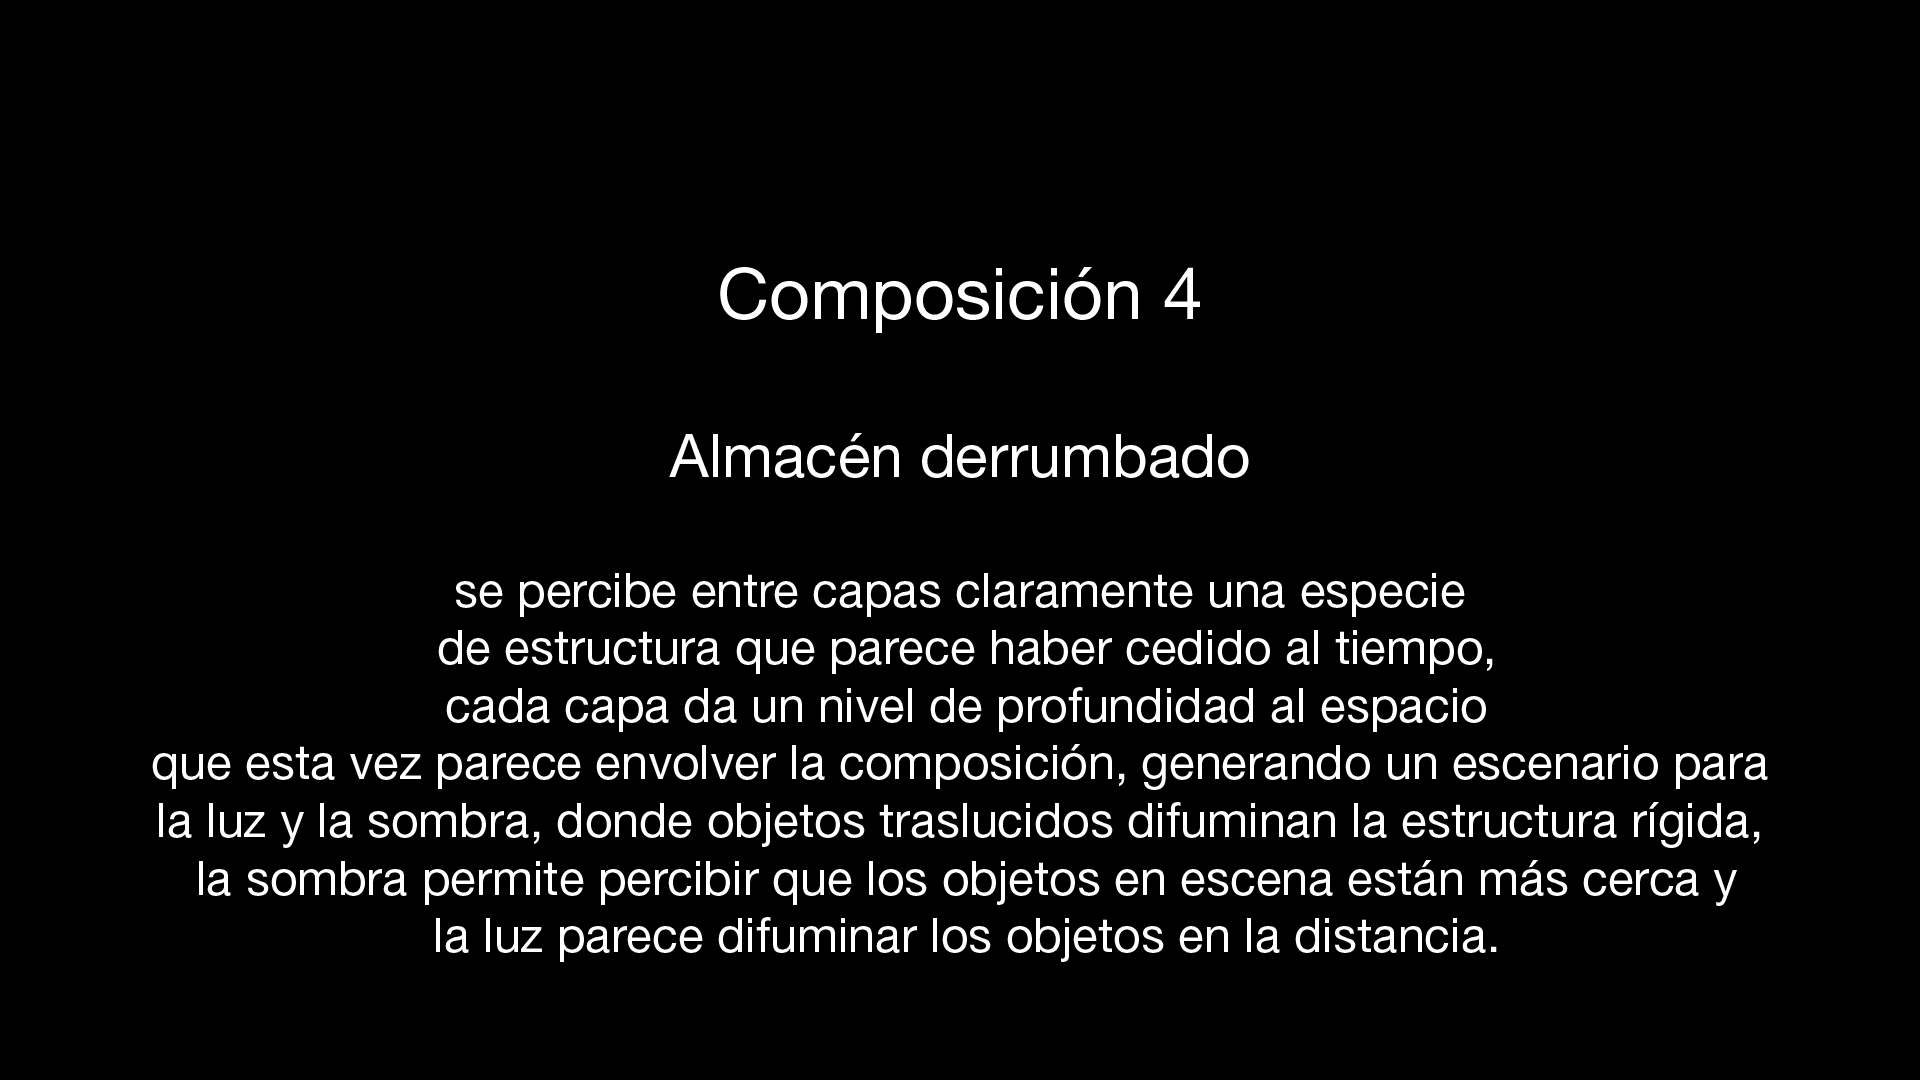 Composición 4
Almacén derrumbado
se percibe entre capas claramente una especie
de estructura que parece haber cedido al tiempo,
cada capa da un nivel de profundidad al espacio
que esta vez parece envolver la composición, generando un escenario para
la luz y la sombra, donde objetos traslucidos difuminan la estructura rígida,
la sombra permite percibir que los objetos en escena están más cerca y
la luz parece difuminar los objetos en la distancia.